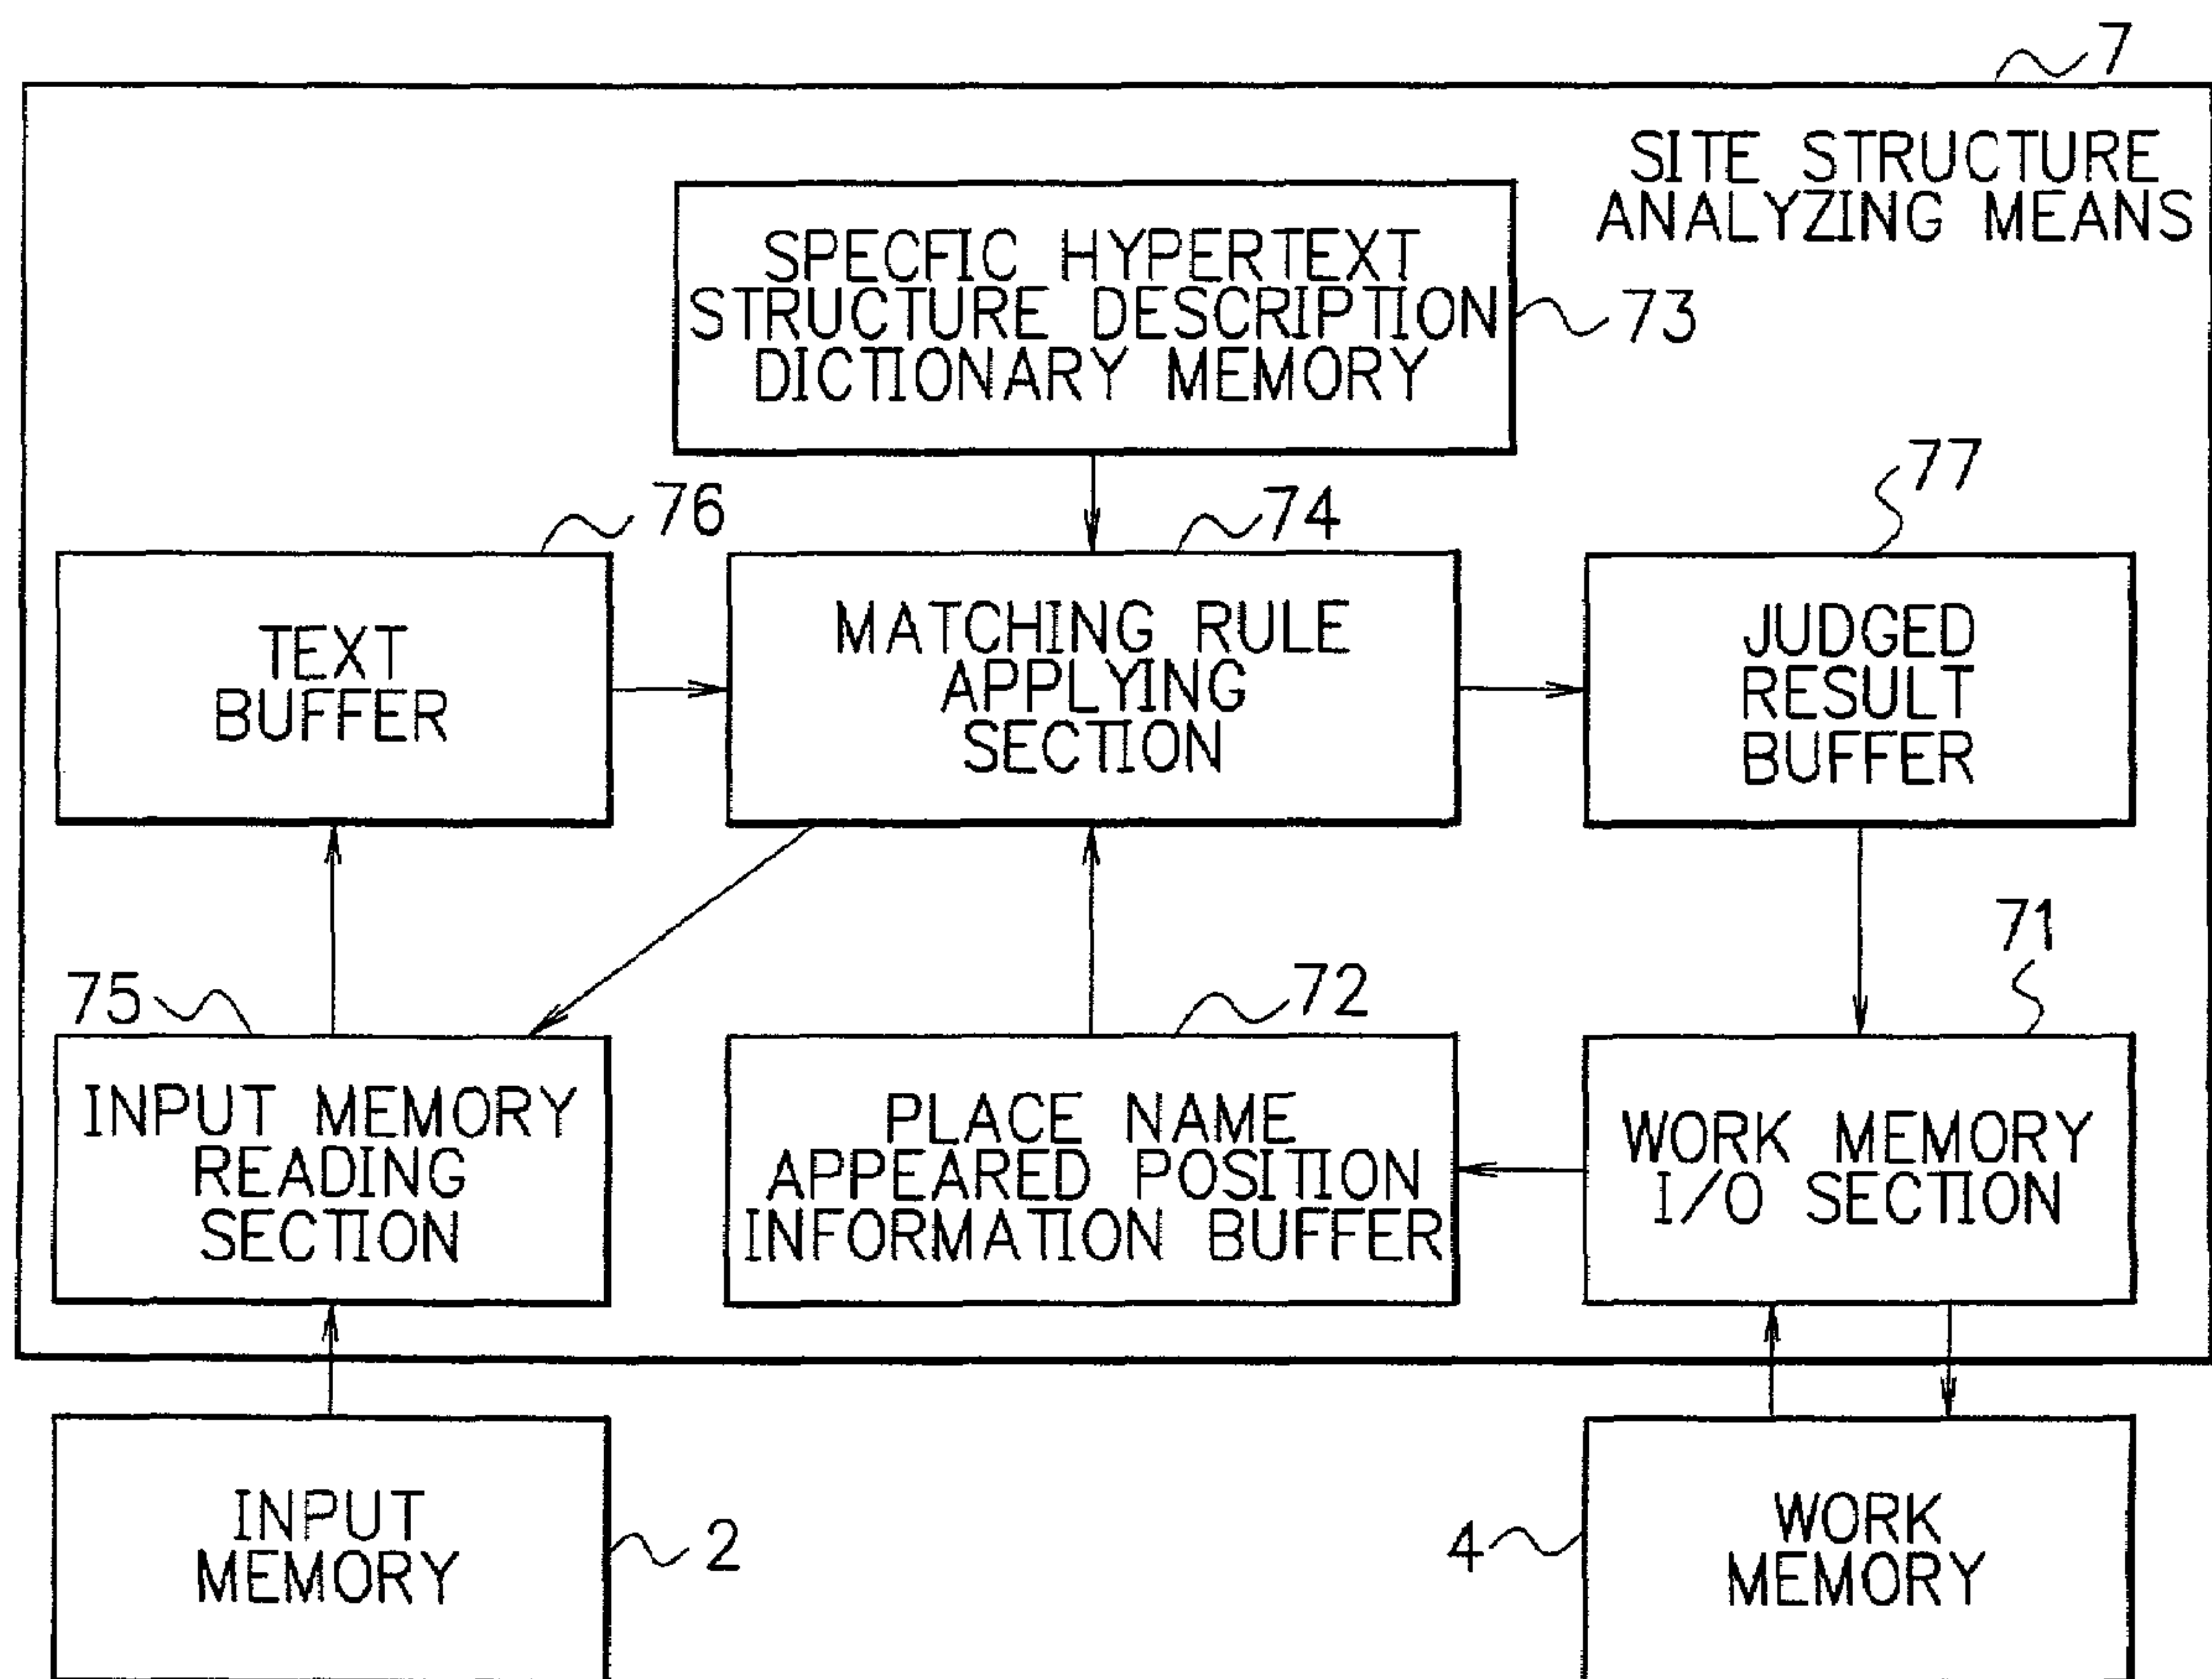 7
SITE STRUCTURE
ANALYZING MEANS
SPECFIC HYPERTEXT
STRUCTURE DESCRIPTION
DICTIONARY MEMORY
73
76
74
77
TEXT
BUFFER
MATCHING RULE
APPLYING
SECTION
JUDGED
RESULT
BUFFER
75
72
71
INPUT MEMORY
READING
SECTION
PLACE NAME
APPEARED POSITION
INFORMATION BUFFER
WORK MEMORY
I/O SECTION
INPUT
MEMORY
2
4
WORK
MEMORY